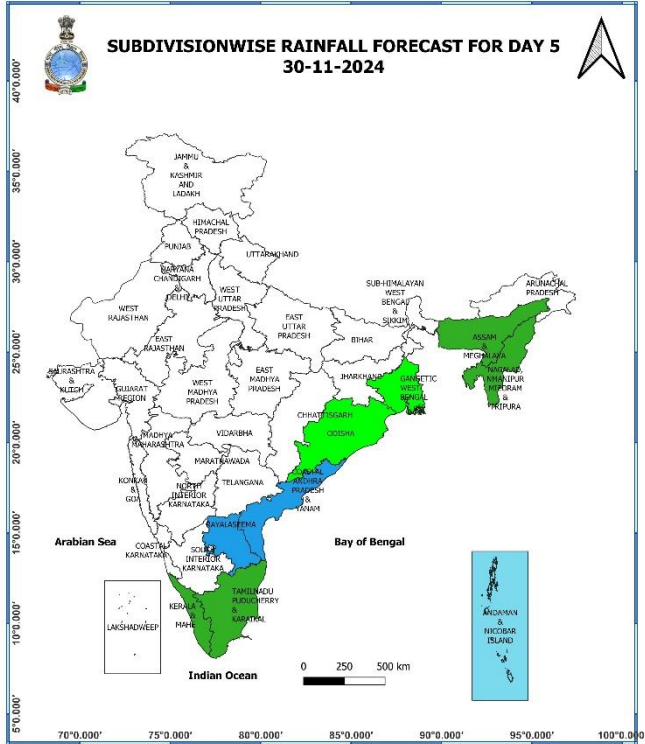 SUBDIVISIONWISE RAINFALL FORECAST FOR DAY 5
30-11-2024
40°0.000'
35°0.000'
30°0.000'
25°0.000'
20°0.000'
15°0.000'
10°0.000'
5°0.000'
JAMMU
&
KASHMIR
AND
LADAKH
HIMACHAL
PRADESH
PUNJAB
UTTARAKHAND
HARYANA
CHANDIGARH
&
DELHI
WEST
UTTAR
PRADESH
WEST
RAJASTHAN
EAST
RAJASTHAN
EAST
UTTAR
PRADESH
SUB-HIMALAYAN
WEST
BENGAL
&
SIKKIM
ARUNACHAL
PRADESH
BIHAR
ASSAM
&
MEGHALAYA
NAGALAD,
NMANIPUR
MIZORAM
&
TRIPURA
SAURASHTRA
&
KUTCH
GUJARAT
REGION
WEST
MADHYA
PRADESH
EAST
MADHYA
PRADESH
JHARKHAND
GANGETIC
WEST
BENGAL
CHHATTISGARH
ODISHA
MADHYA
MAHARASHTRA
VIDARBHA
MARATHWADA
KONKAN
&
GOA
NORTH
INTERIOR
KARNATAKA
TELANGANA
COASTAL
ANDHRA
PRADESH
&
YANAM
RAYALASEEMA
Arabian Sea
Bay of Bengal
COASTAL
KARNATAKA
SOUTH
INTERIOR
KARNATAKA
LAKSHADWEEP
KERALA
&
MAHE
TAMILNADU
PUDUCHERRY
&
KARAIKAL
ANDAMAN
&
NICOBAR
ISLAND
Indian Ocean
0 250 500 km
70°0.000' 75°0.000' 80°0.000' 85°0.000' 90°0.000' 95°0.000' 100°0.000'